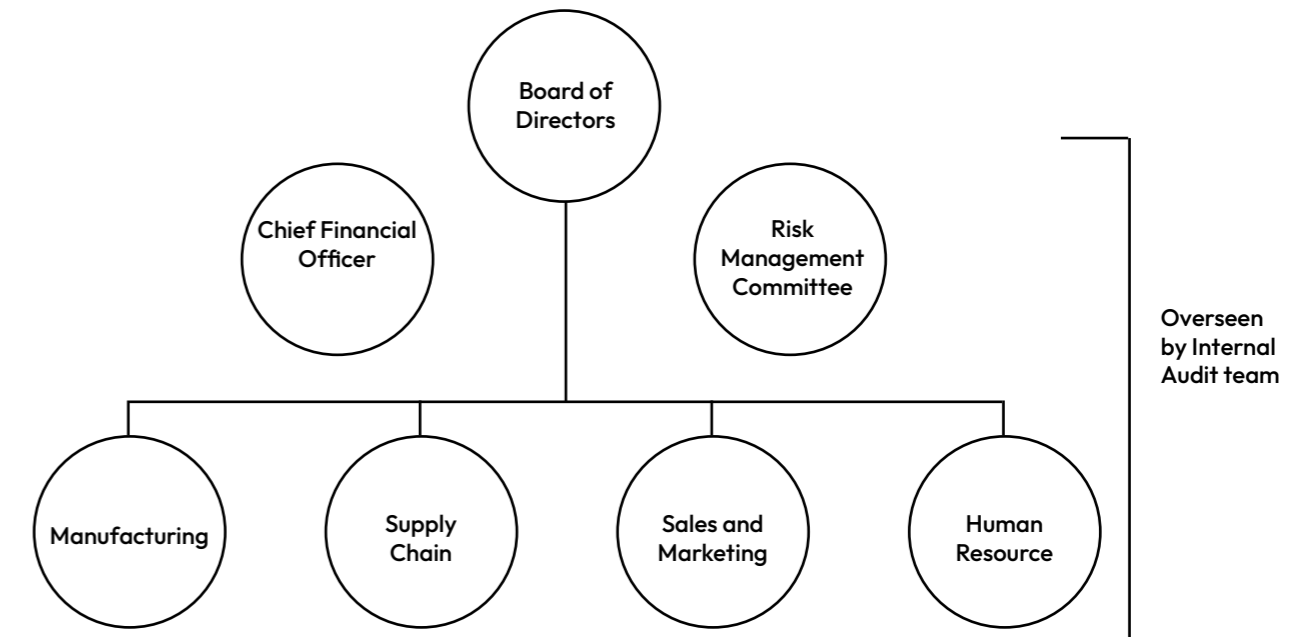 Board of
Directors
Chief Financial
Officer
Risk
Management
Committee
Overseen
by Internal
Audit team
Manufacturing
Supply
Chain
Sales and
Marketing
Human
Resource